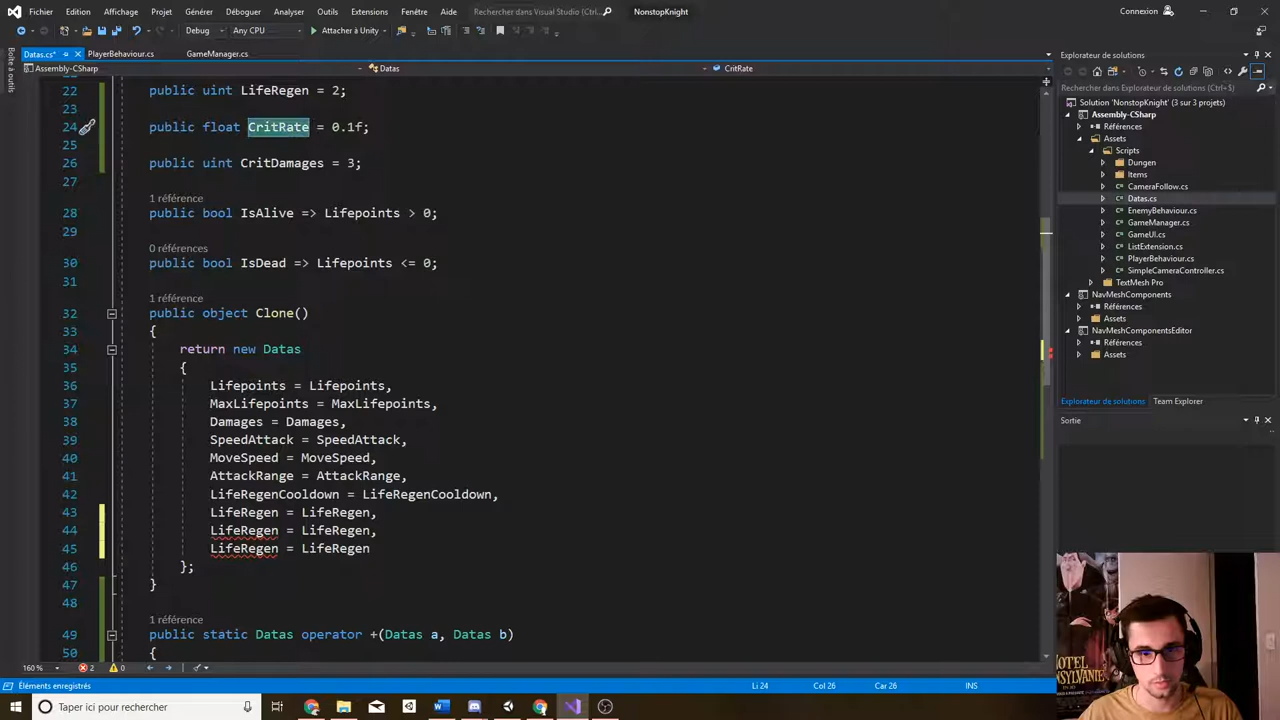 Fichier Édition Affichage Projet Générer Déboguer Analyser Outils Extensions Fenêtre Aide Rechercher dans Visual Studio (Ctrl+Q) NonstopKnight Connexion
Debug Any CPU Attacher à Unity
Boîte à outils
Datas.cs* PlayerBehaviour.cs GameManager.cs
Assembly-CSharp Datas CritRate
22 public uint LifeRegen = 2;
23
24 public float CritRate = 0.1f;
25
26 public uint CritDamages = 3;
27
1 référence
28 public bool IsAlive => Lifepoints > 0;
29
0 références
30 public bool IsDead => Lifepoints <= 0;
31
1 référence
32 public object Clone()
33 {
34 return new Datas
35 {
36 Lifepoints = Lifepoints,
37 MaxLifepoints = MaxLifepoints,
38 Damages = Damages,
39 SpeedAttack = SpeedAttack,
40 MoveSpeed = MoveSpeed,
41 AttackRange = AttackRange,
42 LifeRegenCooldown = LifeRegenCooldown,
43 LifeRegen = LifeRegen,
44 LifeRegen = LifeRegen,
45 LifeRegen = LifeRegen
46 };
47 }
48
1 référence
49 public static Datas operator +(Datas a, Datas b)
50 {
160 % 2 0 Li 24 Col 26 Car 26 INS
Éléments enregistrés
Taper ici pour rechercher
Explorateur de solutions
Rechercher dans Explorateur de solutions (Ctrl+$)
Solution 'NonstopKnight' (3 sur 3 projets)
Assembly-CSharp
Références
Assets
Scripts
Dungen
Items
CameraFollow.cs
Datas.cs
EnemyBehaviour.cs
GameManager.cs
GameUI.cs
ListExtension.cs
PlayerBehaviour.cs
SimpleCameraController.cs
TextMesh Pro
NavMeshComponents
Références
Assets
NavMeshComponentsEditor
Références
Assets
Explorateur de solutions Team Explorer
Sortie